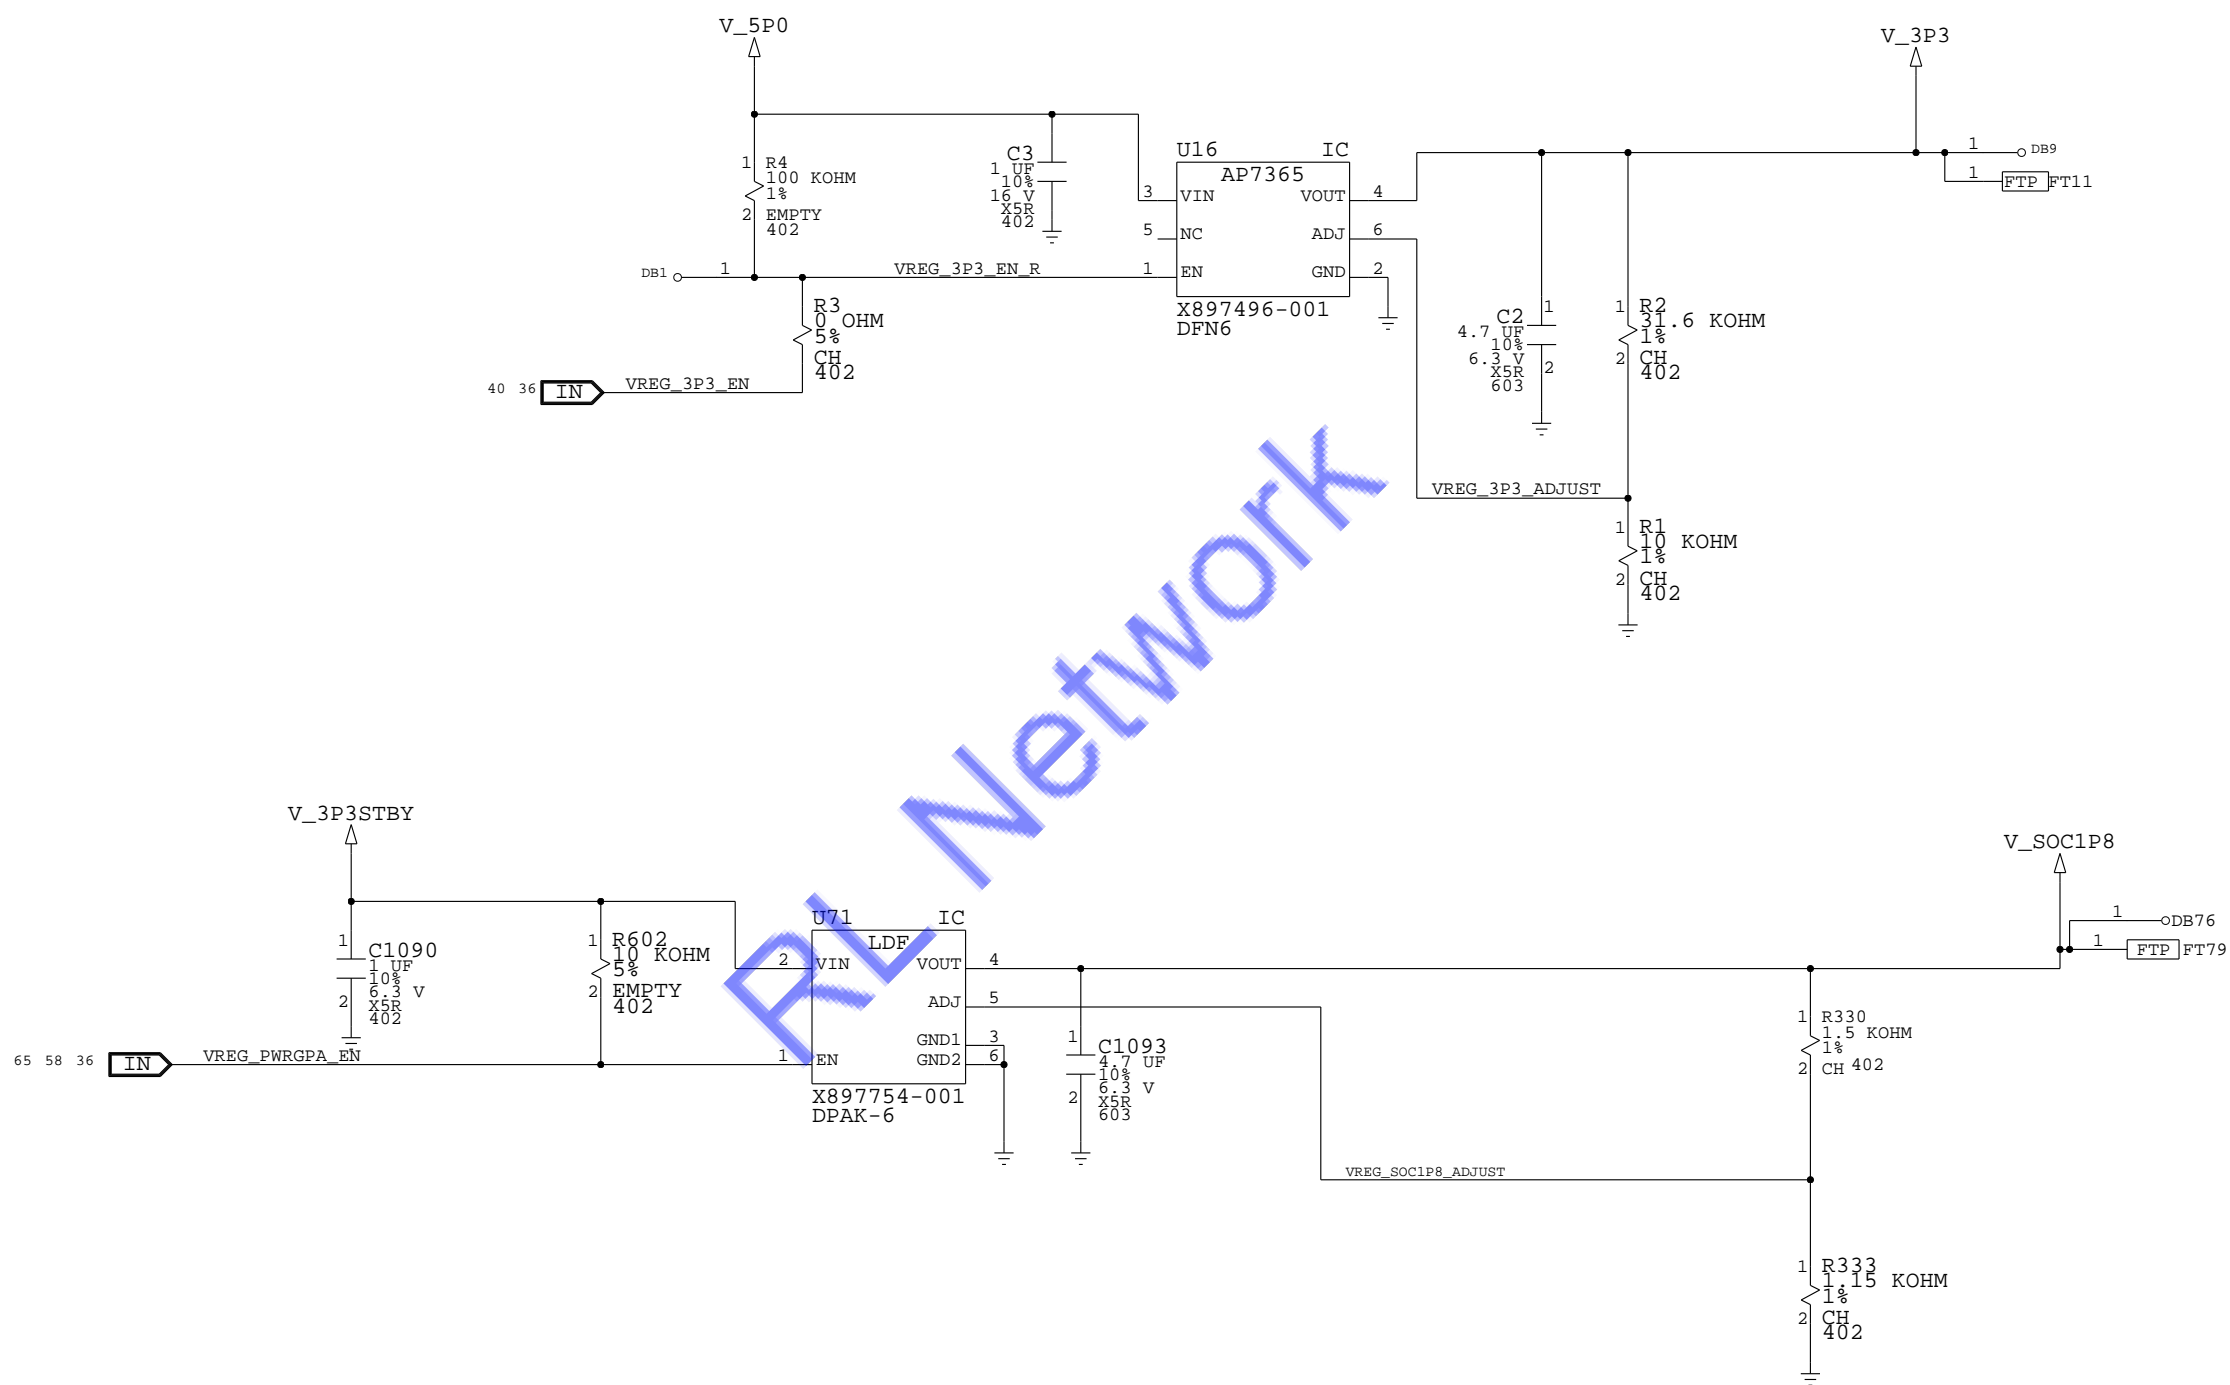 V_5P0
V_3P3
1 R4
100 KOHM
1%
2 EMPTY
402
C3
1 UF
10%
16 V
X5R
402
U16 IC
AP7365
3 VIN VOUT 4
5 NC ADJ 6
1 EN GND 2
X897496-001
DFN6
1 DB9
1 FTP FT11
DB1 1
VREG_3P3_EN_R
R3
0 OHM
5%
CH
402
40 36 IN VREG_3P3_EN
1
C2
4.7 UF
10%
6.3 V
X5R
603
2
1 R2
31.6 KOHM
1%
2 CH
402
VREG_3P3_ADJUST
1 R1
10 KOHM
1%
2 CH
402
RL Network
V_3P3STBY
V_SOC1P8
1 C1090
1 UF
10%
6.3 V
2 X5R
402
1 R602
10 KOHM
5%
2 EMPTY
402
U71 IC
LDF
2 VIN VOUT 4
ADJ 5
GND1 3
1 EN GND2 6
X897754-001
DPAK-6
1 DB76
1 FTP FT79
65 58 36 IN VREG_PWRGPA_EN
1 C1093
4.7 UF
10%
6.3 V
2 X5R
603
1 R330
1.5 KOHM
1%
2 CH 402
VREG_SOC1P8_ADJUST
1 R333
1.15 KOHM
1%
2 CH
402